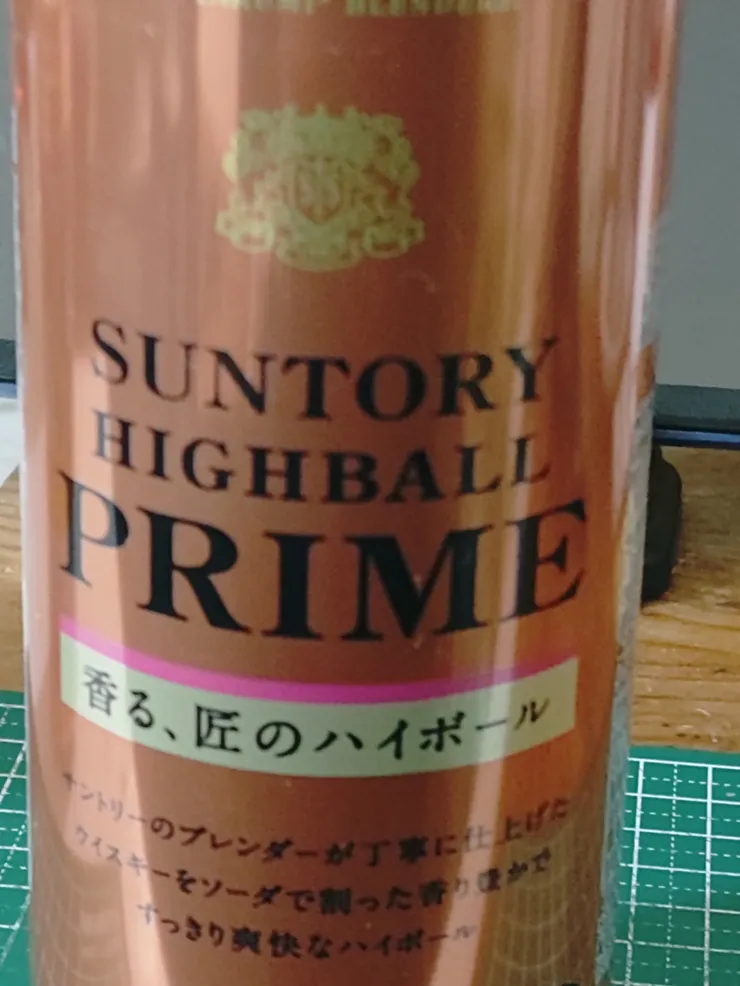 BLENDERS
SUNTORY
HIGHBALL
PRIME
香る、匠のハイボール
サントリーのブレンダーが丁寧に仕上げた
ウイスキーをソーダで割った香り豊かで
すっきり爽快なハイボール